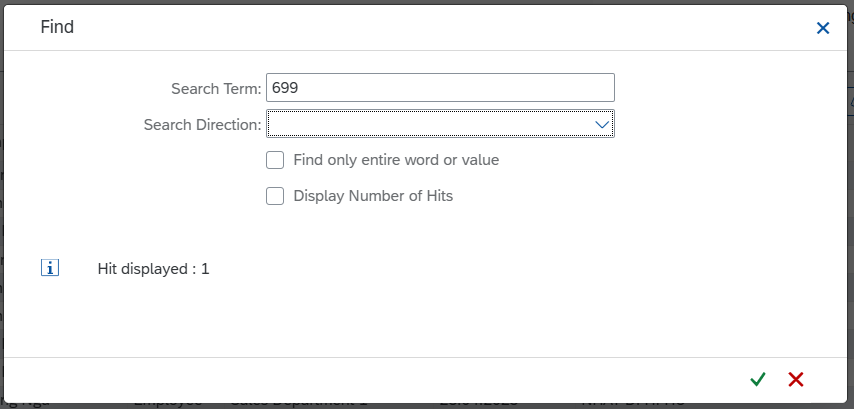 Find
Search Term: 699
Search Direction:
Find only entire word or value
Display Number of Hits
Hit displayed : 1